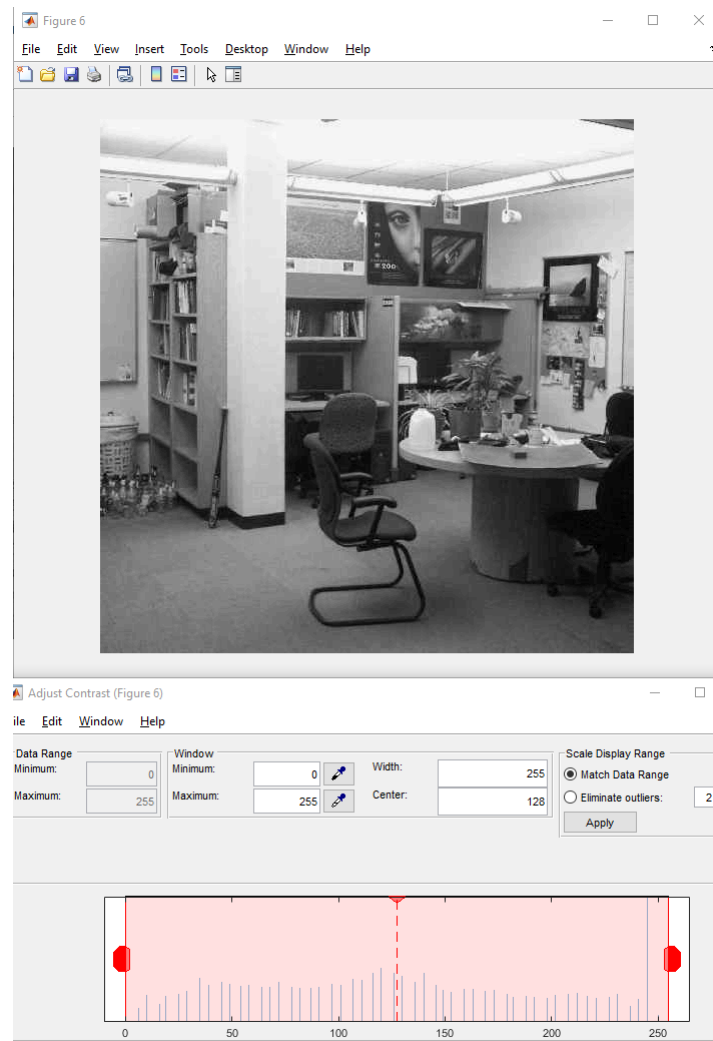 Figure 6
File Edit View Insert Tools Desktop Window Help
ZOO
Adjust Contrast (Figure 6)
ile Edit Window Help
Data Range
Minimum: 0
Maximum: 255
Window
Minimum: 0
Maximum: 255
Width: 255
Center: 128
Scale Display Range
Match Data Range
Eliminate outliers: 2
Apply
0 50 100 150 200 250